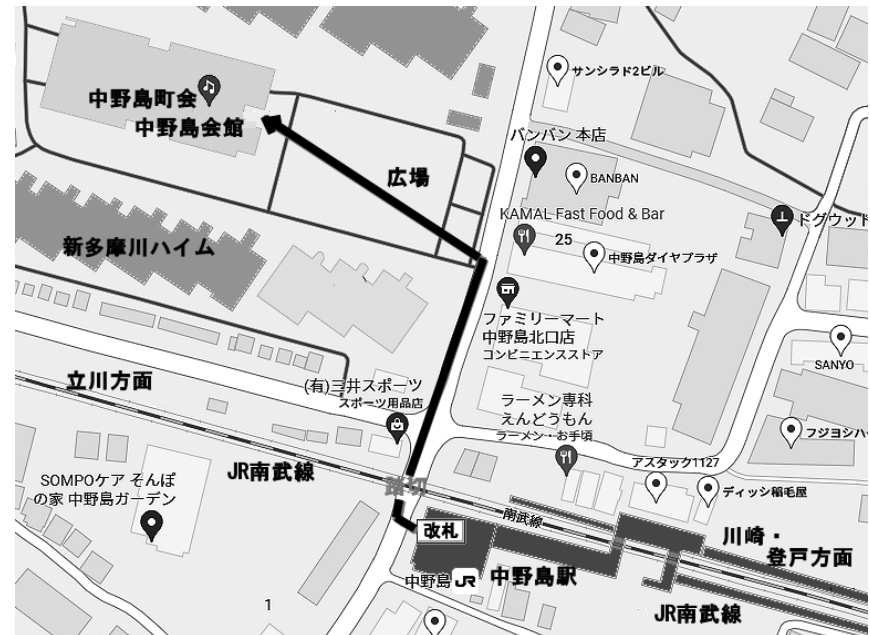 サンシラド2ビル
中野島町会
中野島会館
バンバン 本店
BANBAN
広場
KAMAL Fast Food & Bar
25
ドグウッド
新多摩川ハイム
中野島ダイヤプラザ
ファミリーマート
中野島北口店
コンビニエンスストア
SANYO
立川方面
(有)三井スポーツ
スポーツ用品店
ラーメン専科
えんどうもん
ラーメン・お手頃
フジヨシハ
JR南武線
アスタック1127
SOMPOケア そんぽ
の家 中野島ガーデン
踏切
ディッシ稲毛屋
南武線
改札
川崎・
登戸方面
中野島
JR
中野島駅
1
JR南武線